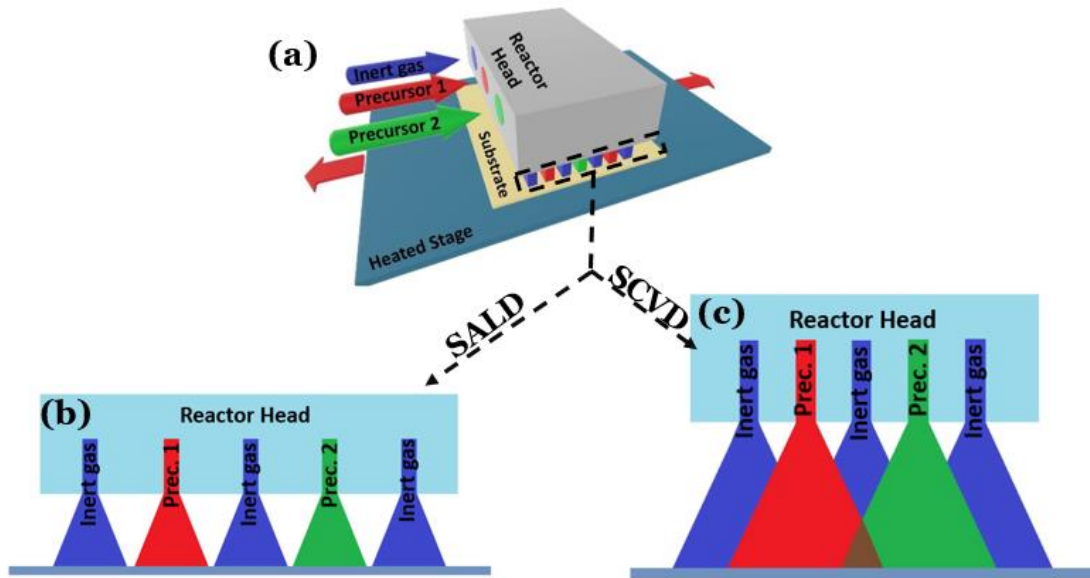 (a)
Inert gas
Precursor 1
Precursor 2
Reactor
Head
Substrate
Heated Stage
SALD
SCVD
(b)
Reactor Head
Inert gas
Prec. 1
Inert gas
Prec. 2
Inert gas
(c)
Reactor Head
Inert gas
Prec. 1
Inert gas
Prec. 2
Inert gas